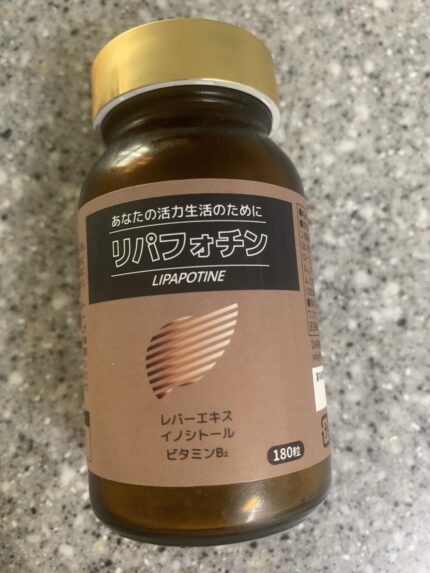 あなたの活力生活のために
リパフォチン
LIPAPOTINE
レバーエキス
イノシトール
ビタミンB₂
180粒